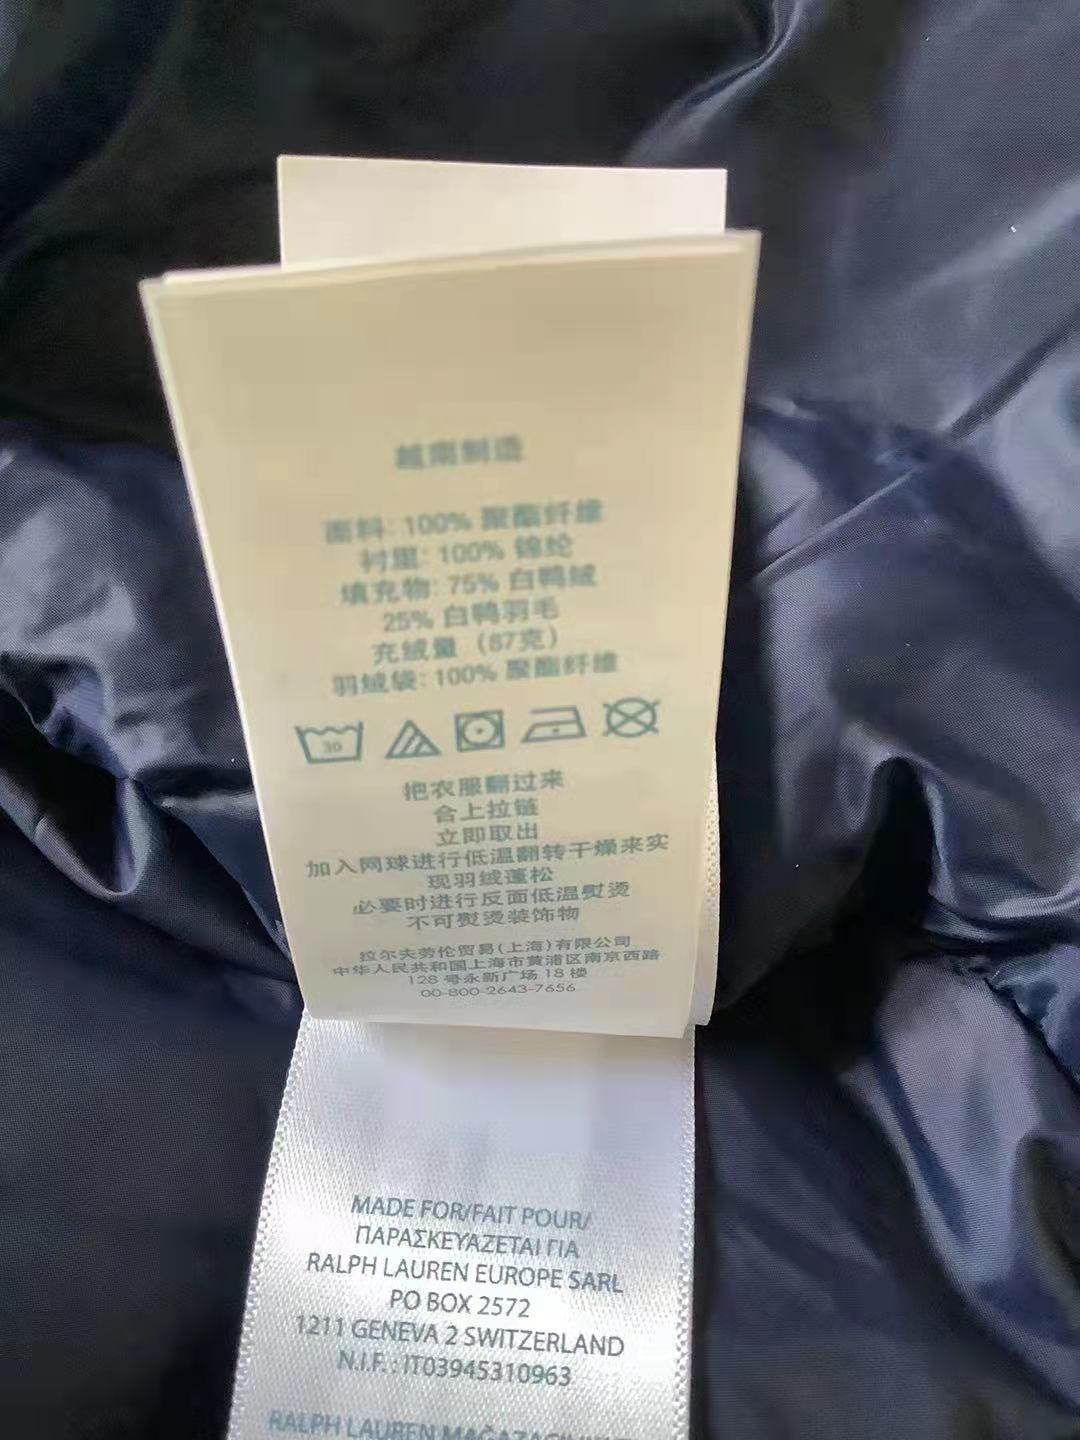 越南制造
面料: 100% 聚酯纤维
衬里: 100% 锦纶
填充物: 75% 白鸭绒
25% 白鸭羽毛
充绒量（87克）
羽绒袋: 100% 聚酯纤维
30
把衣服翻过来
合上拉链
立即取出
加入网球进行低温翻转干燥来实
现羽绒蓬松
必要时进行反面低温熨烫
不可熨烫装饰物
拉尔夫劳伦贸易(上海)有限公司
中华人民共和国上海市黄浦区南京西路
128 号永新广场 18 楼
00-800-2643-7656
MADE FOR/FAIT POUR/
ΠΑΡΑΣΚΕΥΑΖΕΤΑΙ ΓΙΑ
RALPH LAUREN EUROPE SARL
PO BOX 2572
1211 GENEVA 2 SWITZERLAND
N.I.F. : IT03945310963
RALPH LAUREN